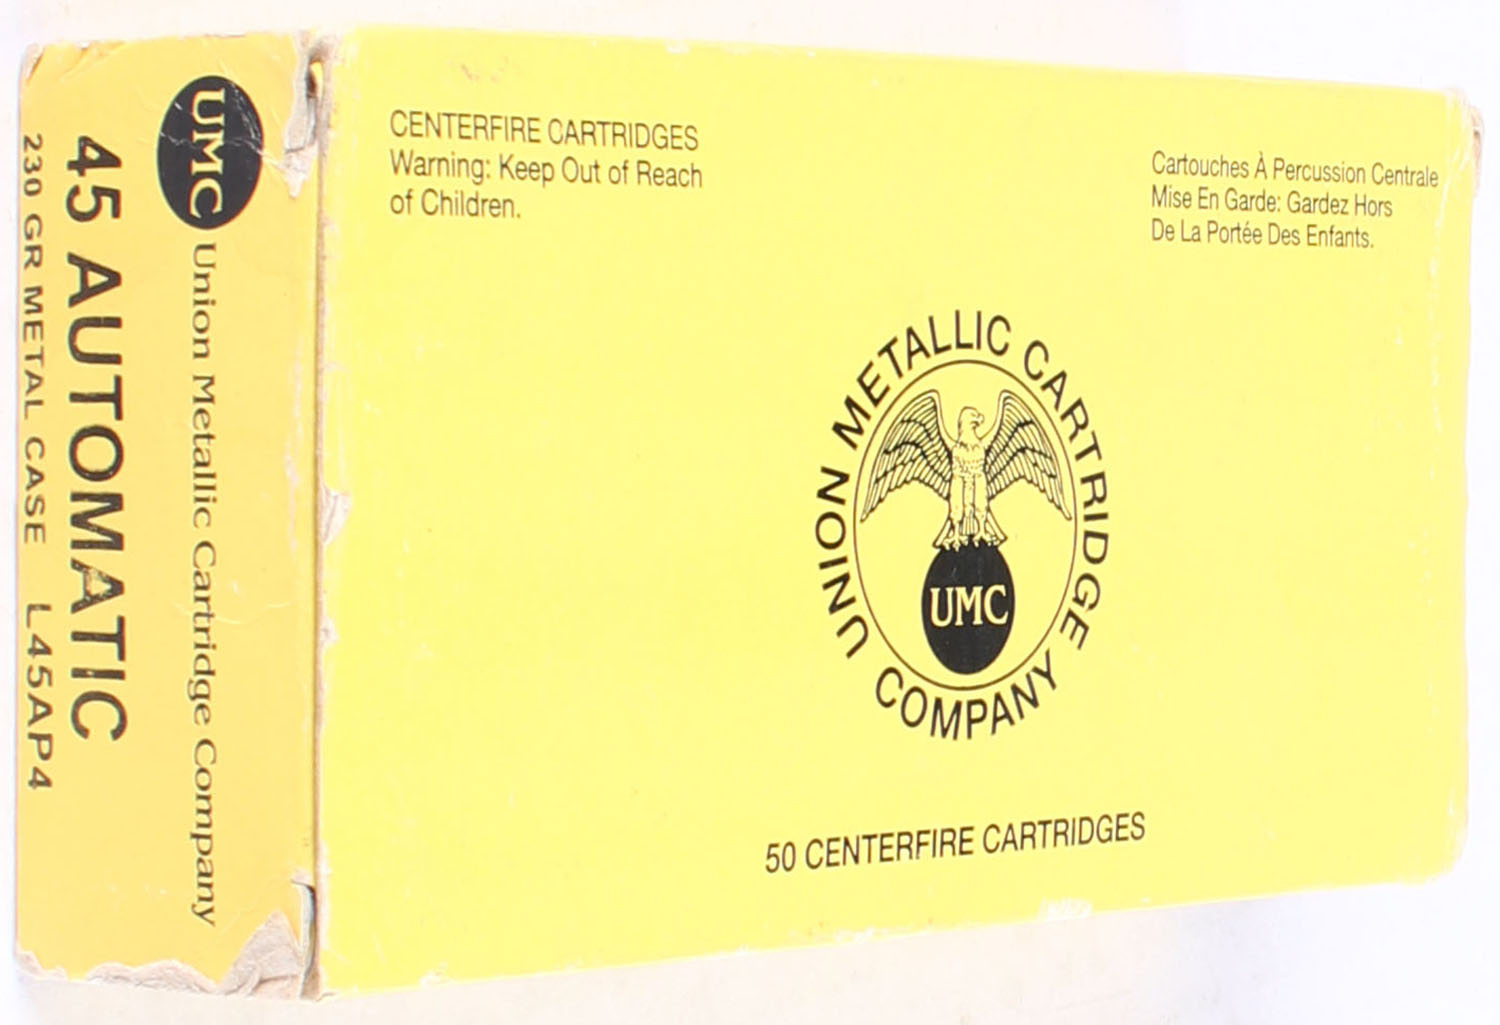 UMC Union Metallic Cartridge Company
45 AUTOMATIC
230 GR METAL CASE L45AP4
CENTERFIRE CARTRIDGES
Warning: Keep Out of Reach
of Children.
Cartouches À Percussion Centrale
Mise En Garde: Gardez Hors
De La Portée Des Enfants.
UNION METALLIC CARTRIDGE
COMPANY
UMC
50 CENTERFIRE CARTRIDGES